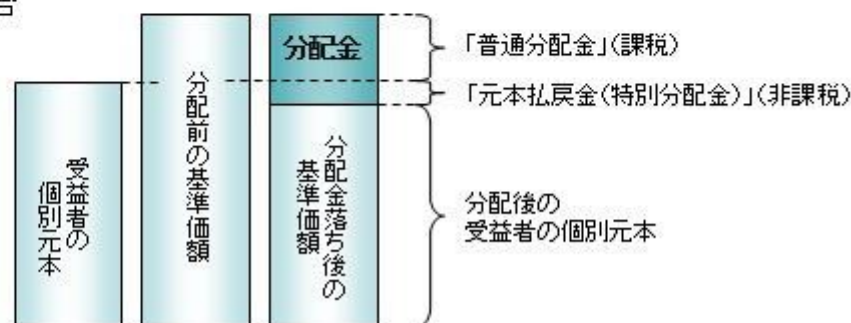 分配金
「普通分配金」(課税)
「元本払戻金(特別分配金)」(非課税)
受益者の
個別元本
分配前の基準価額
分配金落ち後の
基準価額
分配後の
受益者の個別元本